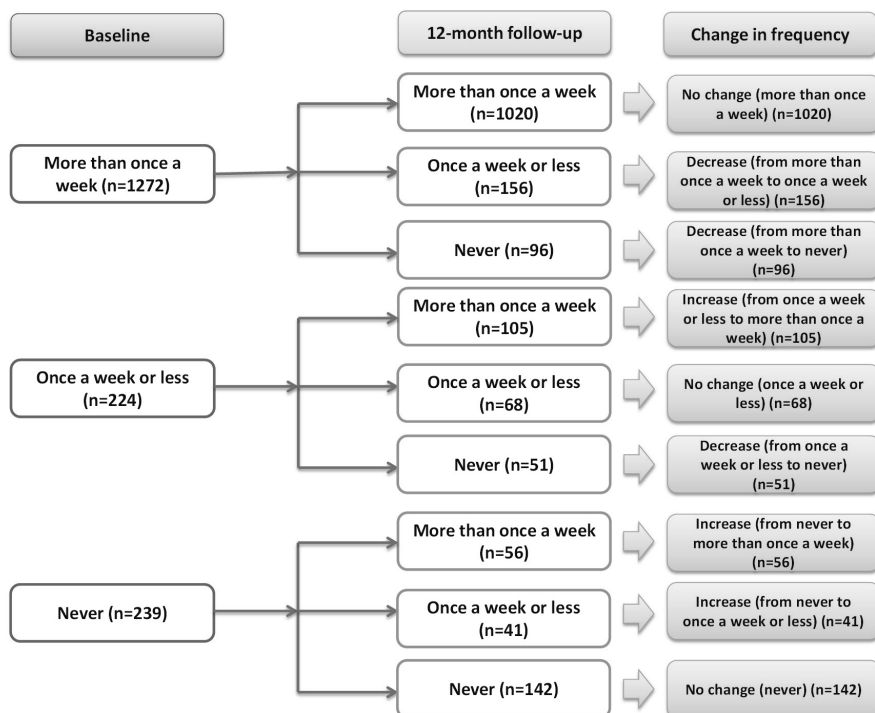 Baseline
12-month follow-up
Change in frequency
More than once a
week (n=1272)
More than once a week
(n=1020)
No change (more than once
a week) (n=1020)
Once a week or less
(n=156)
Decrease (from more than
once a week to once a week
or less) (n=156)
Never (n=96)
Decrease (from more than
once a week to never)
(n=96)
Once a week or less
(n=224)
More than once a week
(n=105)
Increase (from once a week
or less to more than once a
week) (n=105)
Once a week or less
(n=68)
No change (once a week or
less) (n=68)
Never (n=51)
Decrease (from once a
week or less to never)
(n=51)
Never (n=239)
More than once a week
(n=56)
Increase (from never to
more than once a week)
(n=56)
Once a week or less
(n=41)
Increase (from never to
once a week or less) (n=41)
Never (n=142)
No change (never) (n=142)